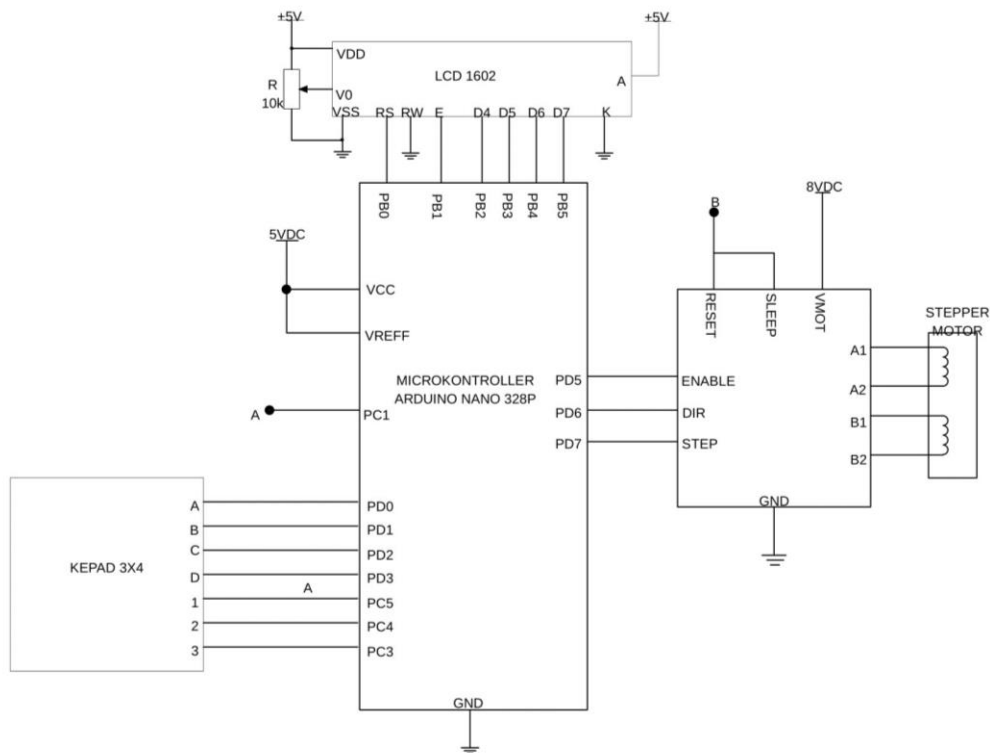 +5V
+5V
VDD
LCD 1602
A
R
10k
V0
VSS
RS
RW
E
D4
D5
D6
D7
K
PB0
PB1
PB2
PB3
PB4
PB5
8VDC
B
5VDC
VCC
VREFF
RESET
SLEEP
VMOT
STEPPER
MOTOR
A1
A2
B1
B2
MICROKONTROLLER
ARDUINO NANO 328P
PD5
PD6
PD7
ENABLE
DIR
STEP
A
PC1
GND
KEPAD 3X4
A
B
C
D
1
2
3
A
PD0
PD1
PD2
PD3
PC5
PC4
PC3
GND